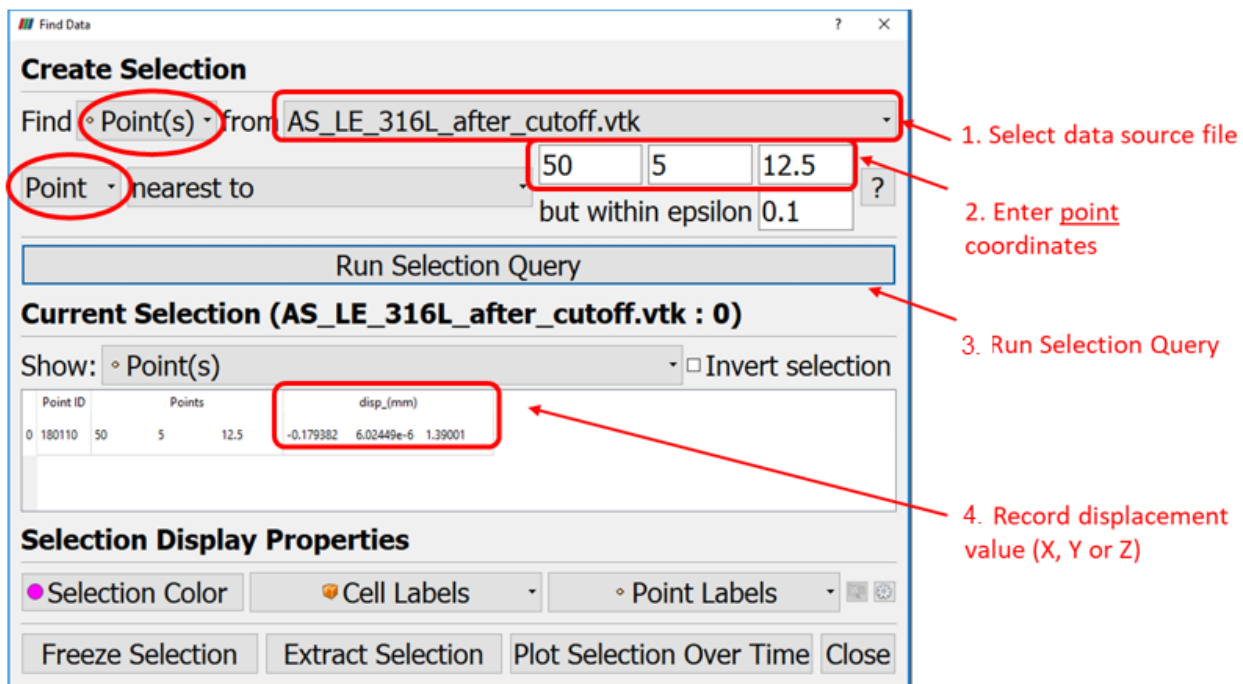 Find Data ? ×
Create Selection
Find Point(s) from AS_LE_316L_after_cutoff.vtk
1. Select data source file
Point nearest to 50 5 12.5 ?
but within epsilon 0.1
2. Enter point
coordinates
Run Selection Query
3. Run Selection Query
Current Selection (AS_LE_316L_after_cutoff.vtk : 0)
Show: Point(s) Invert selection
Point ID Points disp_(mm)
0 180110 50 5 12.5 -0.179382 6.02449e-6 1.39001
4. Record displacement
value (X, Y or Z)
Selection Display Properties
Selection Color Cell Labels Point Labels
Freeze Selection Extract Selection Plot Selection Over Time Close